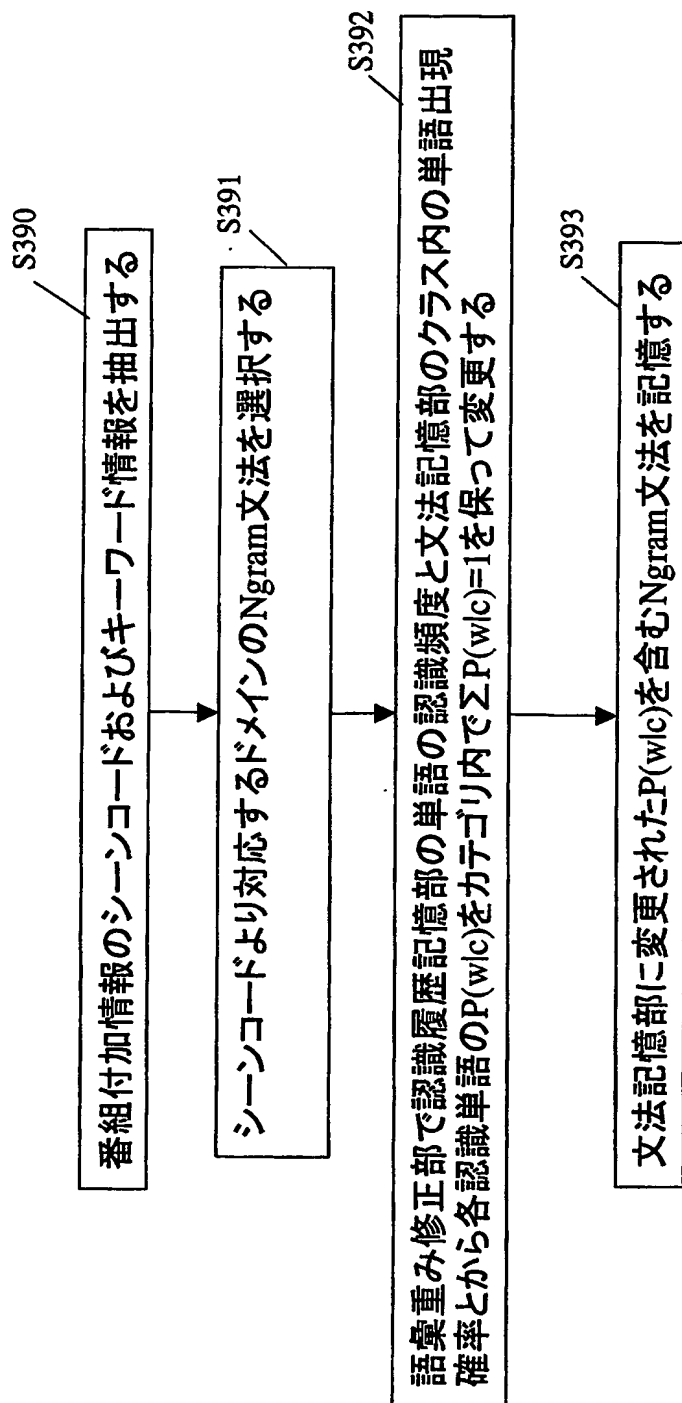 S390
番組付加情報のシーンコードおよびキーワード情報を抽出する
S391
シーンコードより対応するドメインのNgram文法を選択する
S392
語彙重み修正部で認識履歴記憶部の単語の認識頻度と文法記憶部のクラス内の単語出現
確率とから各認識単語のP(w|c)をカテゴリ内でΣP(w|c)=1を保って変更する
S393
文法記憶部に変更されたP(w|c)を含むNgram文法を記憶する